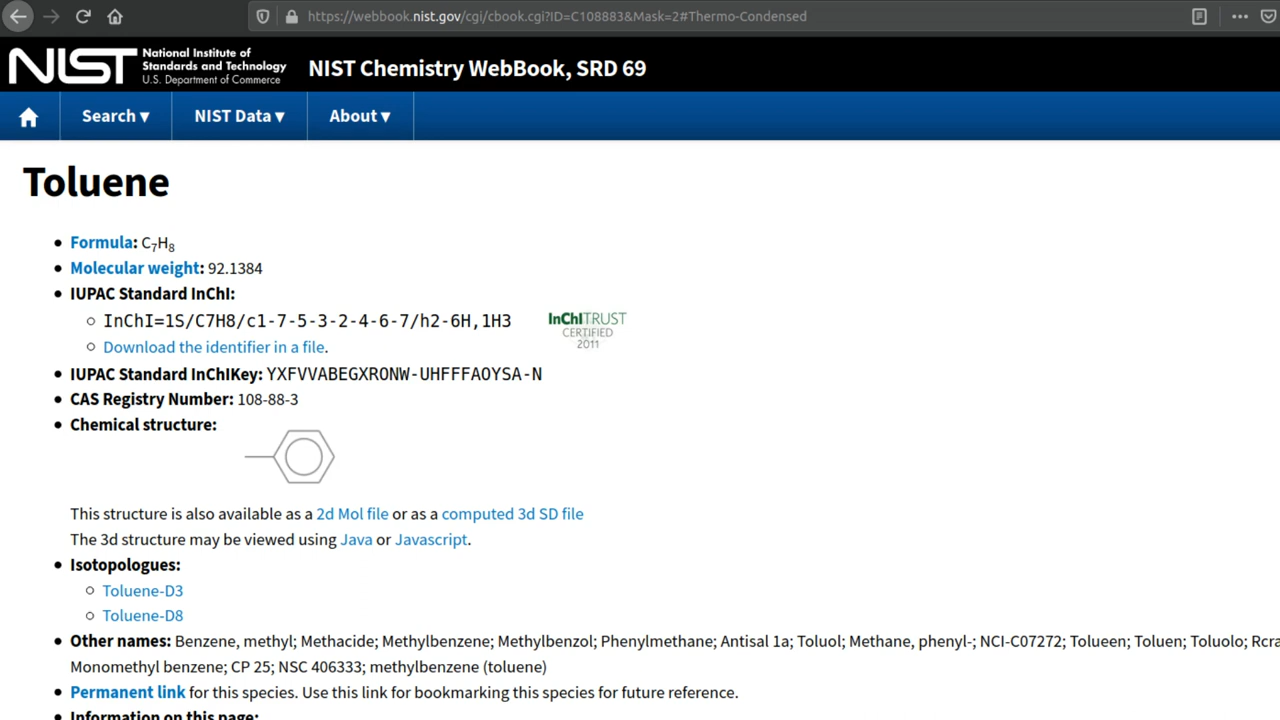 https://webbook.nist.gov/cgi/cbook.cgi?ID=C108883&Mask=2#Thermo-Condensed
NIST National Institute of
Standards and Technology
U.S. Department of Commerce
NIST Chemistry WebBook, SRD 69
Search ▾ NIST Data ▾ About ▾
Toluene
• Formula: C₇H₈
• Molecular weight: 92.1384
• IUPAC Standard InChI:
○ InChI=1S/C7H8/c1-7-5-3-2-4-6-7/h2-6H,1H3
InChITRUST
CERTIFIED
2011
○ Download the identifier in a file.
• IUPAC Standard InChIKey: YXFVVABEGXRONW-UHFFFAOYSA-N
• CAS Registry Number: 108-88-3
• Chemical structure:
This structure is also available as a 2d Mol file or as a computed 3d SD file
The 3d structure may be viewed using Java or Javascript.
• Isotopologues:
○ Toluene-D3
○ Toluene-D8
• Other names: Benzene, methyl; Methacide; Methylbenzene; Methylbenzol; Phenylmethane; Antisal 1a; Toluol; Methane, phenyl-; NCI-C07272; Tolueen; Toluen; Toluolo; Rcra
Monomethyl benzene; CP 25; NSC 406333; methylbenzene (toluene)
• Permanent link for this species. Use this link for bookmarking this species for future reference.
• Information on this page: